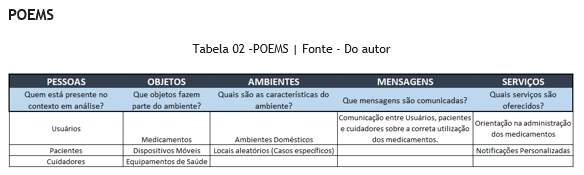 POEMS
Tabela 02 -POEMS | Fonte - Do autor
PESSOAS OBJETOS AMBIENTES MENSAGENS SERVIÇOS
Quem está presente no contexto em análise?
Que objetos fazem parte do ambiente?
Quais são as características do ambiente?
Que mensagens são comunicadas?
Quais serviços são oferecidos?
Usuários
Medicamentos
Ambientes Domésticos
Comunicação entre Usuários, pacientes
e cuidadores sobre a correta utilização
dos medicamentos.
Orientação na administração
dos medicamentos
Pacientes Dispositivos Móveis Locais aleatórios (Casos específicos) Notificações Personalizadas
Cuidadores Equipamentos de Saúde